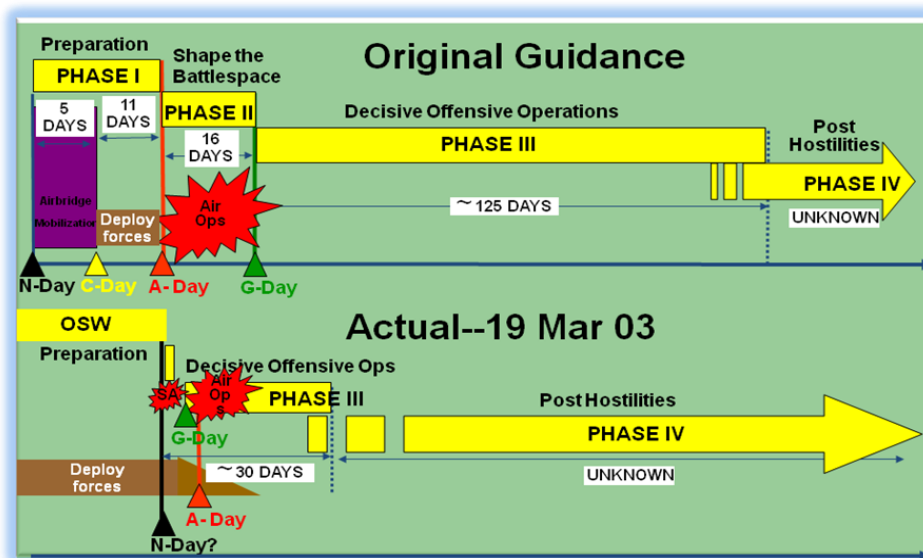 Original Guidance
Preparation
PHASE I
Shape the
Battlespace
PHASE II
5
DAYS
11
DAYS
16
DAYS
Decisive Offensive Operations
PHASE III
Post
Hostilities
PHASE IV
UNKNOWN
~125 DAYS
Airbridge
Mobilization
Deploy
forces
Air
Ops
N-Day
C-Day
A- Day
G-Day
Actual--19 Mar 03
OSW
Preparation
Decisive Offensive Ops
SA
Air
Op
s
PHASE III
G-Day
Post Hostilities
PHASE IV
Deploy
forces
~30 DAYS
UNKNOWN
A- Day
N-Day?